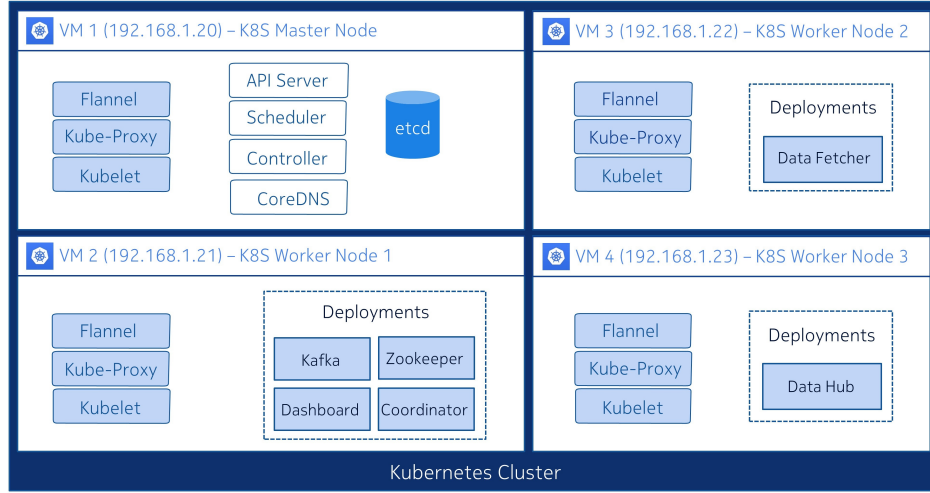 VM 1 (192.168.1.20) – K8S Master Node
Flannel
Kube-Proxy
Kubelet
API Server
Scheduler
Controller
CoreDNS
etcd
VM 3 (192.168.1.22) – K8S Worker Node 2
Flannel
Kube-Proxy
Kubelet
Deployments
Data Fetcher
VM 2 (192.168.1.21) – K8S Worker Node 1
Flannel
Kube-Proxy
Kubelet
Deployments
Kafka
Zookeeper
Dashboard
Coordinator
VM 4 (192.168.1.23) – K8S Worker Node 3
Flannel
Kube-Proxy
Kubelet
Deployments
Data Hub
Kubernetes Cluster